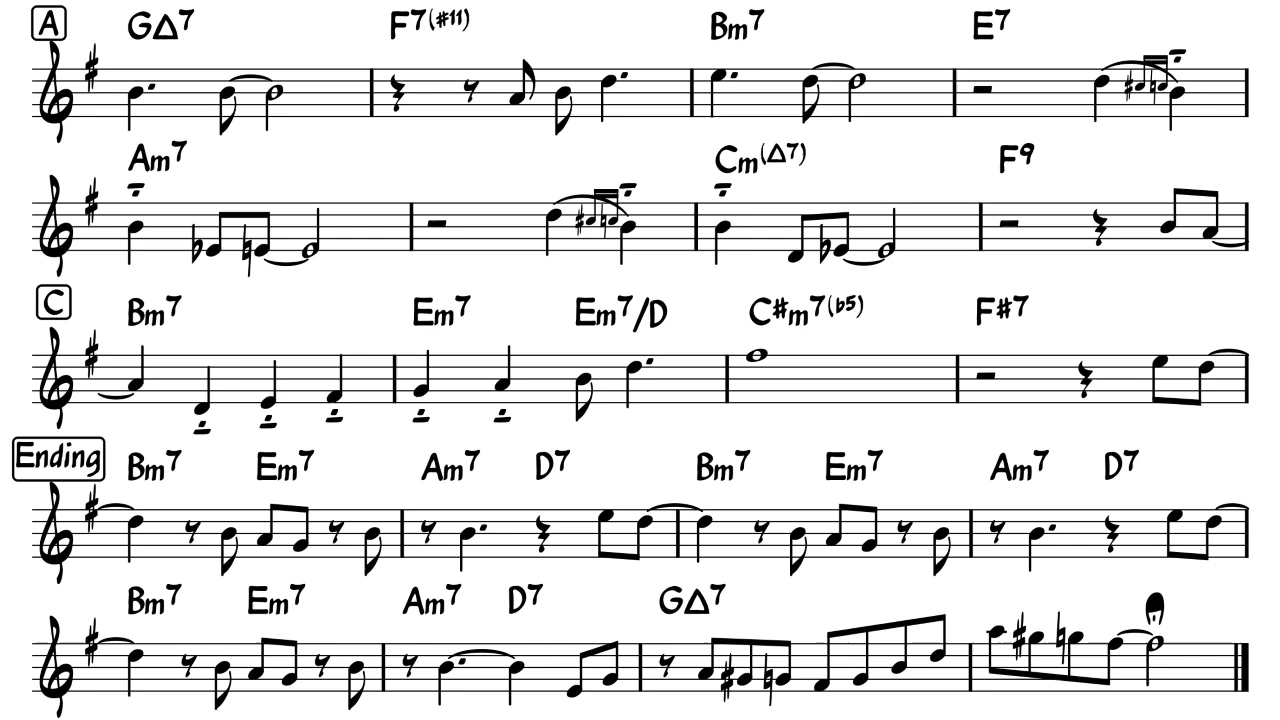 A GΔ7 F7(#11) Bm7 E7
Am7 Cm(Δ7) F9
C Bm7 Em7 Em7/D C#m7(b5) F#7
Ending Bm7 Em7 Am7 D7 Bm7 Em7 Am7 D7
Bm7 Em7 Am7 D7 GΔ7